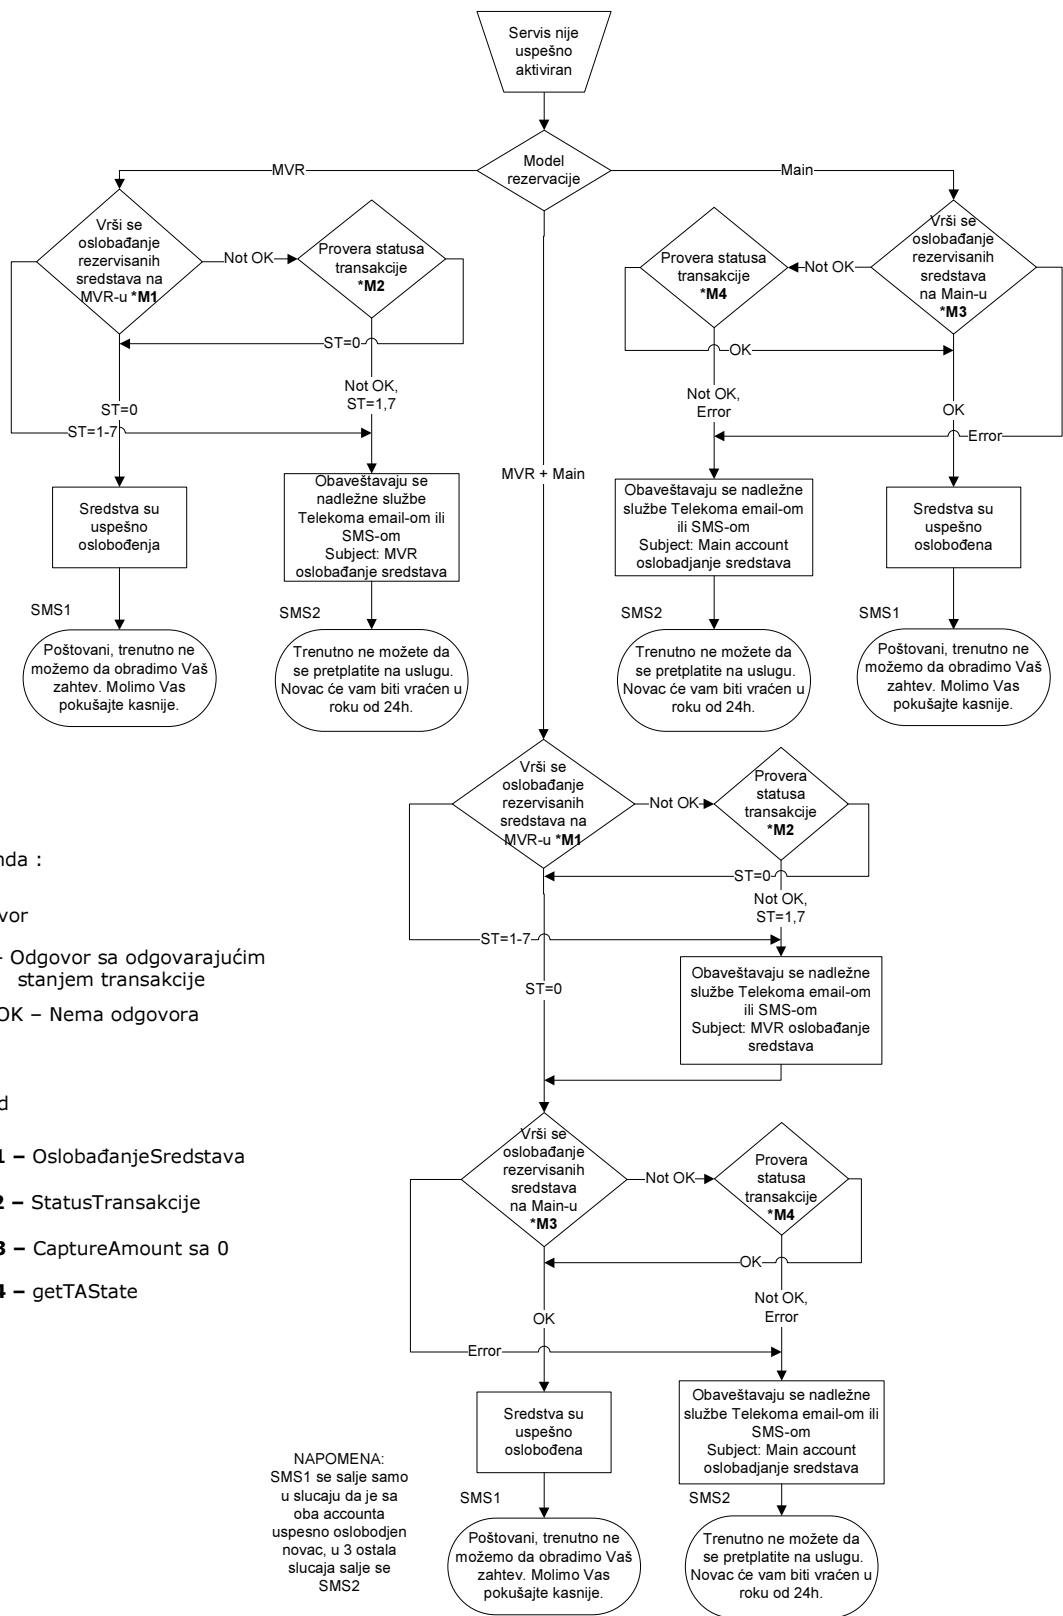 Servis nije
uspešno
aktiviran
Model
rezervacije
MVR
Main
Vrši se
oslobađanje
rezervisanih
sredstava na
MVR-u *M1
Not OK
Provera statusa
transakcije
*M2
ST=0
Not OK,
ST=1,7
ST=0
ST=1-7
Sredstva su
uspešno
oslobođenja
Obaveštavaju se
nadležne službe
Telekoma email-om ili
SMS-om
Subject: MVR
oslobađanje sredstava
SMS1
Poštovani, trenutno ne
možemo da obradimo Vaš
zahtev. Molimo Vas
pokušajte kasnije.
SMS2
Trenutno ne možete da
se pretplatite na uslugu.
Novac će vam biti vraćen u
roku od 24h.
Provera statusa
transakcije
*M4
Not OK
Vrši se
oslobađanje
rezervisanih
sredstava
na Main-u
*M3
OK
Not OK,
Error
OK
Error
Obaveštavaju se nadležne
službe Telekoma email-om
ili SMS-om
Subject: Main account
oslobadjanje sredstava
Sredstva su
uspešno
oslobođena
SMS2
Trenutno ne možete da
se pretplatite na uslugu.
Novac će vam biti vraćen u
roku od 24h.
SMS1
Poštovani, trenutno ne
možemo da obradimo Vaš
zahtev. Molimo Vas
pokušajte kasnije.
MVR + Main
Vrši se
oslobađanje
rezervisanih
sredstava na
MVR-u *M1
Not OK
Provera
statusa
transakcije
*M2
ST=0
Not OK,
ST=1,7
ST=1-7
ST=0
Obaveštavaju se nadležne
službe Telekoma email-om
ili SMS-om
Subject: MVR oslobađanje
sredstava
Vrši se
oslobađanje
rezervisanih
sredstava
na Main-u
*M3
Not OK
Provera
statusa
transakcije
*M4
OK
Not OK,
Error
OK
Error
Sredstva su
uspešno
oslobođena
Obaveštavaju se nadležne
službe Telekoma email-om ili
SMS-om
Subject: Main account
oslobadjanje sredstava
SMS1
Poštovani, trenutno ne
možemo da obradimo Vaš
zahtev. Molimo Vas
pokušajte kasnije.
SMS2
Trenutno ne možete da
se pretplatite na uslugu.
Novac će vam biti vraćen u
roku od 24h.
nda :
vor
- Odgovor sa odgovarajućim
stanjem transakcije
OK – Nema odgovora
d
1 – OslobađanjeSredstava
2 – StatusTransakcije
3 – CaptureAmount sa 0
4 – getTAState
NAPOMENA:
SMS1 se salje samo
u slucaju da je sa
oba accounta
uspesno oslobodjen
novac, u 3 ostala
slucaja salje se
SMS2